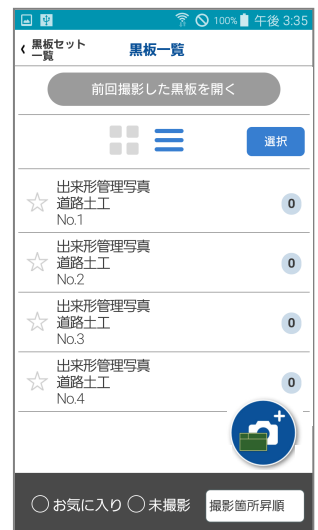 100% 午後 3:35
黒板セット
一覧
黒板一覧
前回撮影した黒板を開く
選択
出来形管理写真
道路土工
No.1
0
出来形管理写真
道路土工
No.2
0
出来形管理写真
道路土工
No.3
0
出来形管理写真
道路土工
No.4
0
お気に入り 未撮影 撮影箇所昇順